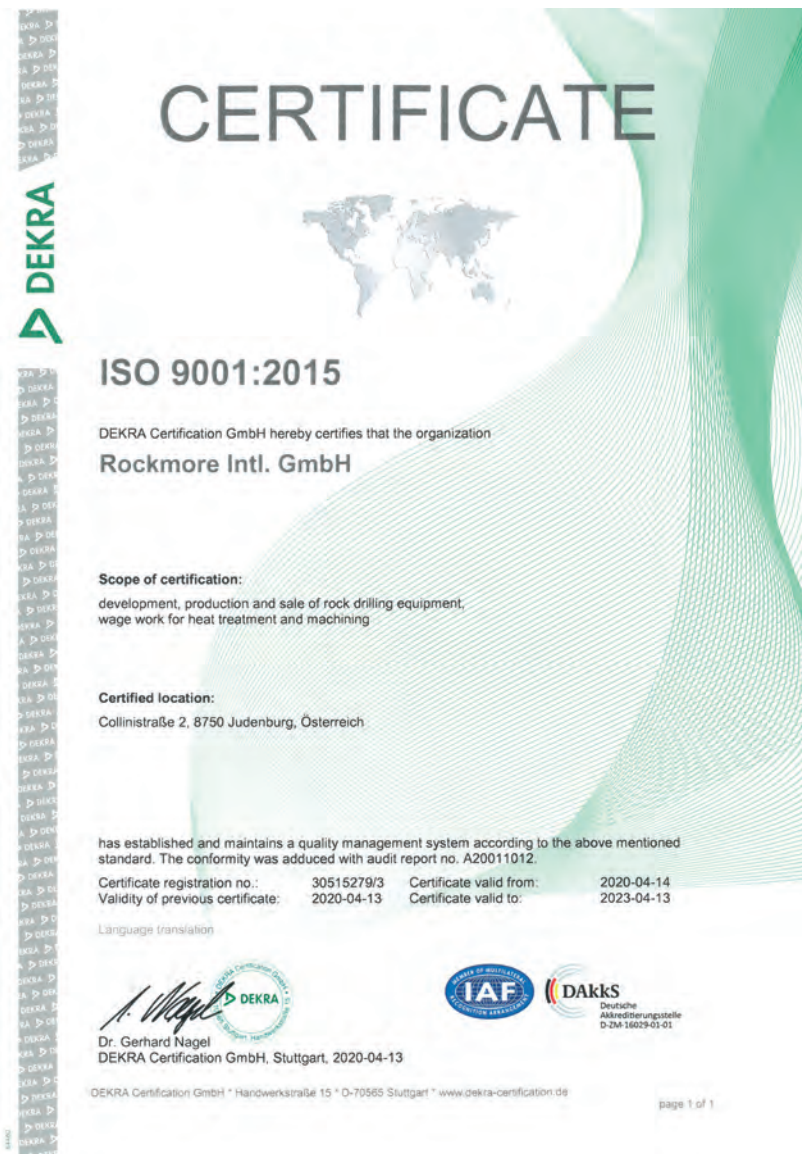 CERTIFICATE
DEKRA
ISO 9001:2015
DEKRA Certification GmbH hereby certifies that the organization
Rockmore Intl. GmbH
Scope of certification:
development, production and sale of rock drilling equipment,
wage work for heat treatment and machining
Certified location:
Collinistraße 2, 8750 Judenburg, Österreich
has established and maintains a quality management system according to the above mentioned
standard. The conformity was adduced with audit report no. A20011012.
Certificate registration no.: 30515279/3 Certificate valid from: 2020-04-14
Validity of previous certificate: 2020-04-13 Certificate valid to: 2023-04-13
Language translation
DEKRA
MEMBER OF MULTILATERAL
IAF
RECOGNITION ARRANGEMENT
DAkkS
Deutsche
Akkreditierungsstelle
D-ZM-16029-01-01
Dr. Gerhard Nagel
DEKRA Certification GmbH, Stuttgart, 2020-04-13
DEKRA Certification GmbH * Handwerkstraße 15 * D-70565 Stuttgart * www.dekra-certification.de
page 1 of 1